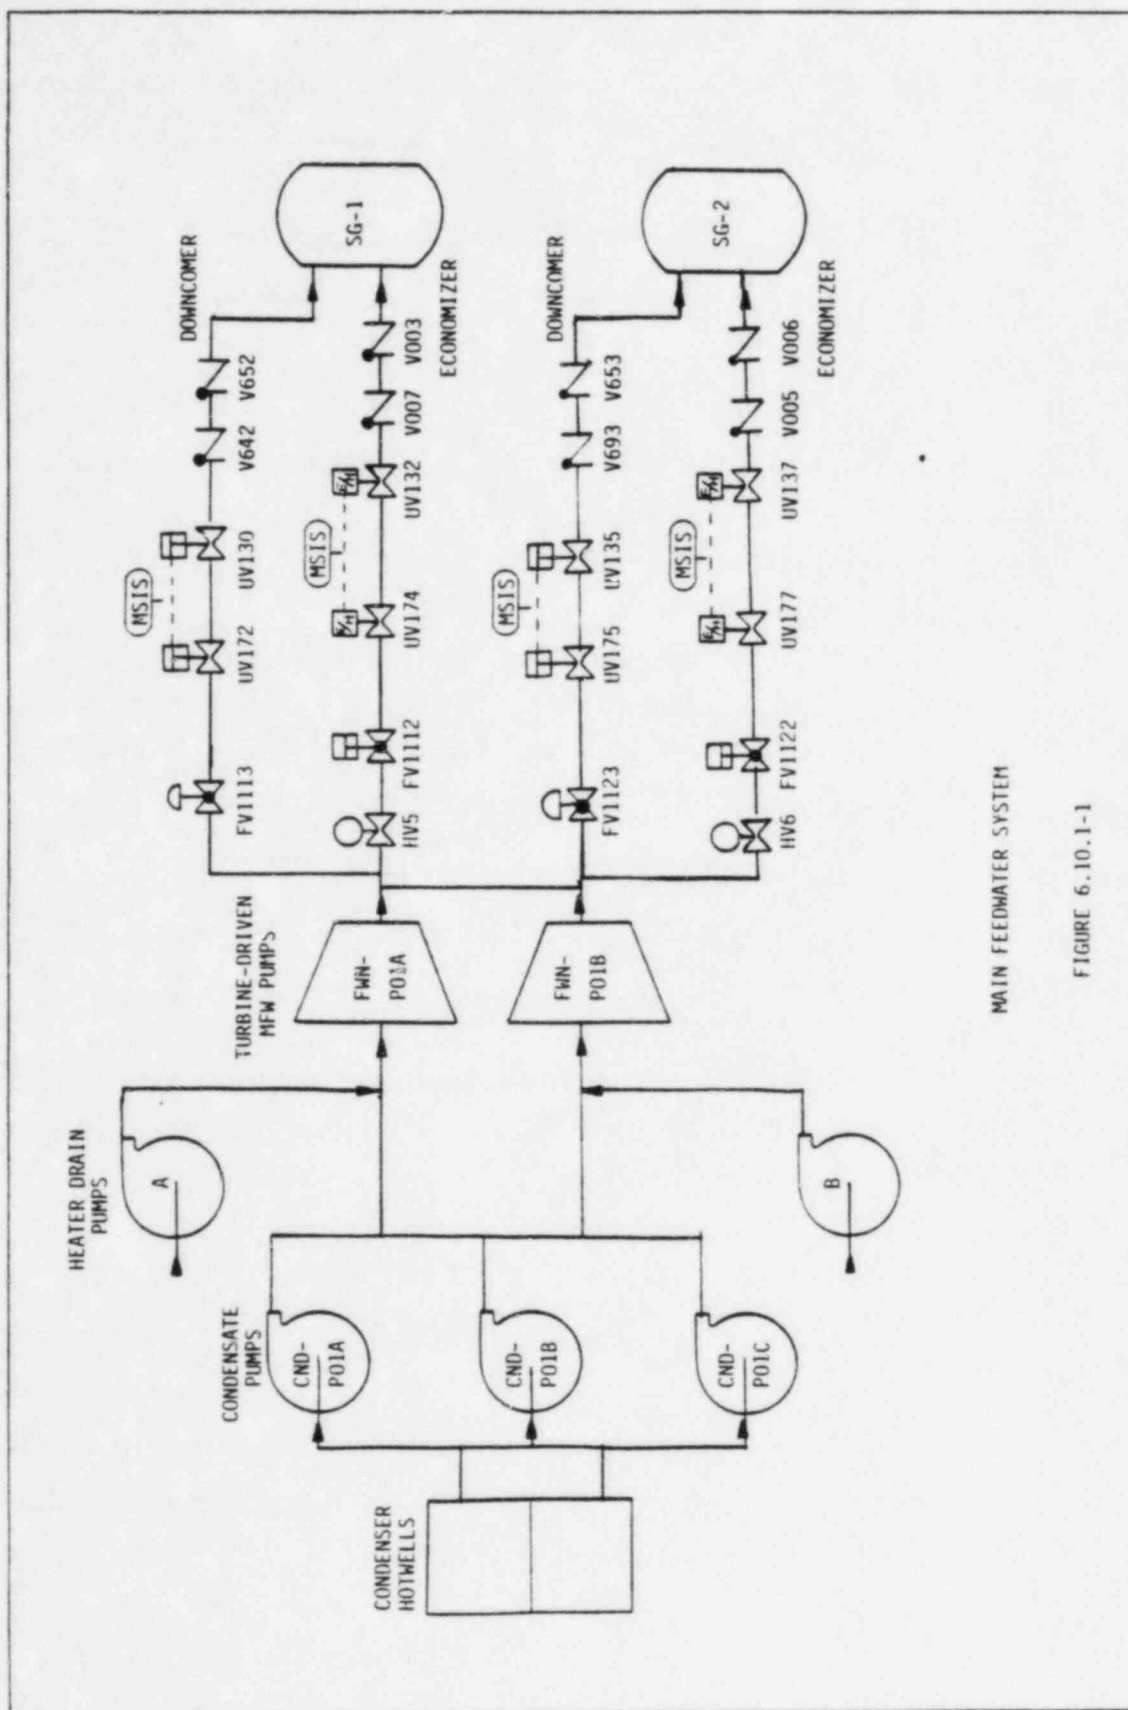 HEATER DRAIN
PUMPS
A
B
CONDENSATE
PUMPS
CND-
P01A
CND-
P01B
CND-
P01C
CONDENSER
HOTWELLS
TURBINE-DRIVEN
MFW PUMPS
FWN-
P01A
FWN-
P01B
MSIS
FV1113
UV172
UV130
V642
V652
DOWNCOMER
MSIS
HV5
FV1112
UV174
UV132
V007
V003
ECONOMIZER
SG-1
MSIS
FV1123
UV175
UV135
V693
V653
DOWNCOMER
MSIS
HV6
FV1122
UV177
UV137
V005
V006
ECONOMIZER
SG-2
MAIN FEEDWATER SYSTEM
FIGURE 6.10.1-1